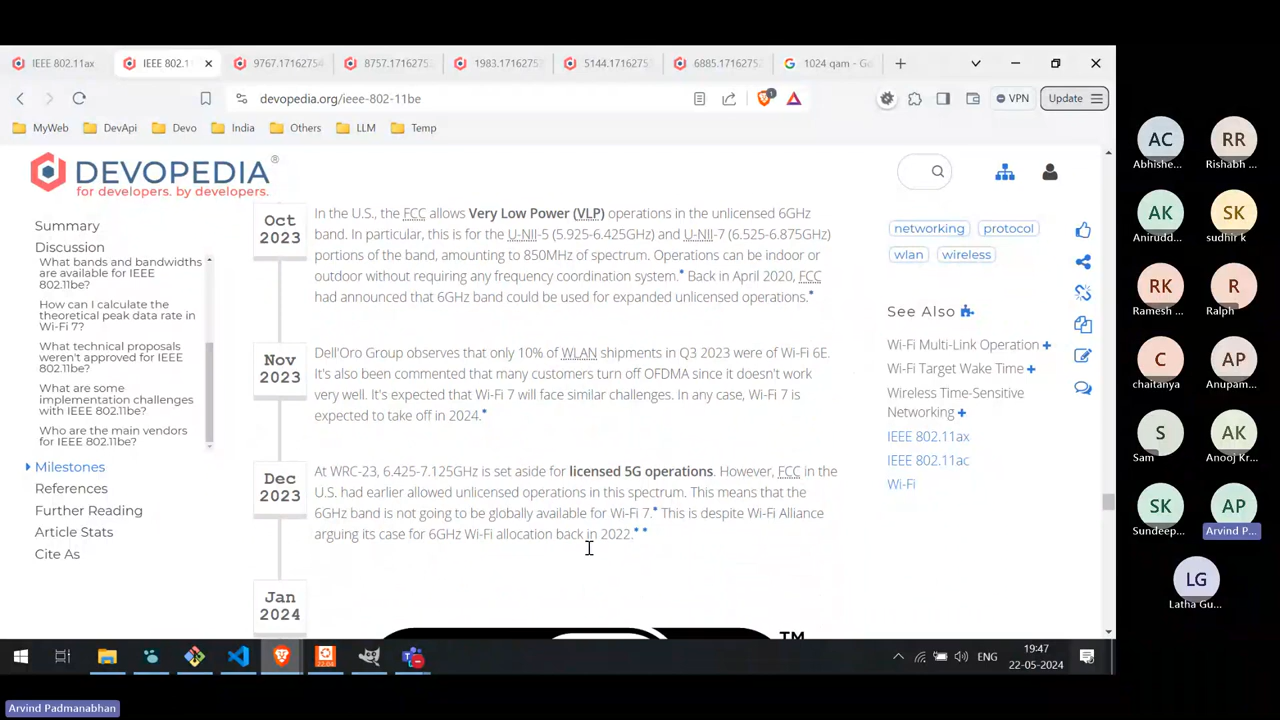 IEEE 802.11ax
IEEE 802.1
9767.1716275
8757.1716275
1983.1716275
5144.1716275
6885.1716275
1024 qam - G
devopedia.org/ieee-802-11be
1
VPN
Update
MyWeb
DevApi
Devo
India
Others
LLM
Temp
DEVOPEDIA®
for developers. by developers.
Summary
Discussion
What bands and bandwidths
are available for IEEE
802.11be?
How can I calculate the
theoretical peak data rate in
Wi-Fi 7?
What technical proposals
weren't approved for IEEE
802.11be?
What are some
implementation challenges
with IEEE 802.11be?
Who are the main vendors
for IEEE 802.11be?
Milestones
References
Further Reading
Article Stats
Cite As
Oct
2023
In the U.S., the FCC allows Very Low Power (VLP) operations in the unlicensed 6GHz
band. In particular, this is for the U-NII-5 (5.925-6.425GHz) and U-NII-7 (6.525-6.875GHz)
portions of the band, amounting to 850MHz of spectrum. Operations can be indoor or
outdoor without requiring any frequency coordination system.* Back in April 2020, FCC
had announced that 6GHz band could be used for expanded unlicensed operations.*
Nov
2023
Dell'Oro Group observes that only 10% of WLAN shipments in Q3 2023 were of Wi-Fi 6E.
It's also been commented that many customers turn off OFDMA since it doesn't work
very well. It's expected that Wi-Fi 7 will face similar challenges. In any case, Wi-Fi 7 is
expected to take off in 2024.*
Dec
2023
At WRC-23, 6.425-7.125GHz is set aside for licensed 5G operations. However, FCC in the
U.S. had earlier allowed unlicensed operations in this spectrum. This means that the
6GHz band is not going to be globally available for Wi-Fi 7.* This is despite Wi-Fi Alliance
arguing its case for 6GHz Wi-Fi allocation back in 2022.* *
Jan
2024
TM
networking
protocol
wlan
wireless
See Also
Wi-Fi Multi-Link Operation +
Wi-Fi Target Wake Time +
Wireless Time-Sensitive
Networking +
IEEE 802.11ax
IEEE 802.11ac
Wi-Fi
AC
Abhishe...
RR
Rishabh ...
AK
Anirudd...
SK
sudhir k
RK
Ramesh ...
R
Ralph
C
chaitanya
AP
Anupam...
S
Sam
AK
Anooj Kr...
SK
Sundeep...
AP
Arvind P...
LG
Latha Gu...
22.04
ENG
19:47
22-05-2024
Arvind Padmanabhan